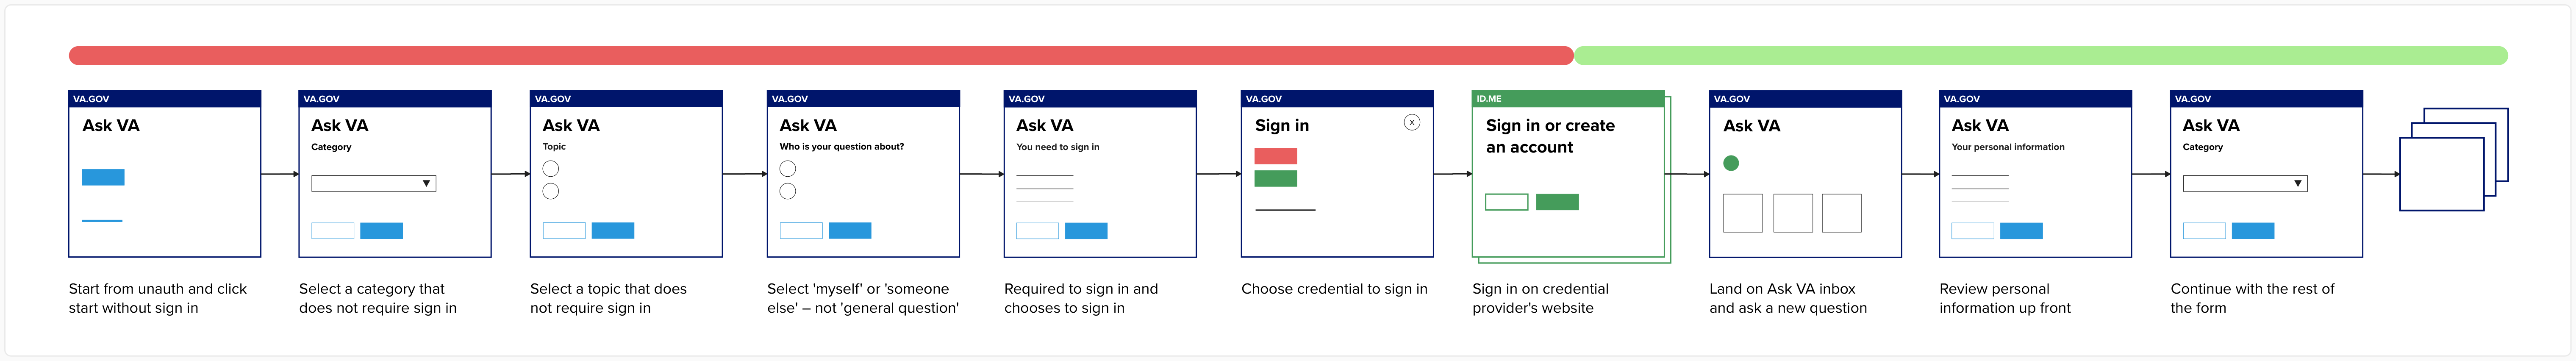 VA.GOV
Ask VA
Start from unauth and click
start without sign in
VA.GOV
Ask VA
Category
Select a category that
does not require sign in
VA.GOV
Ask VA
Topic
Select a topic that does
not require sign in
VA.GOV
Ask VA
Who is your question about?
Select 'myself' or 'someone
else' – not 'general question'
VA.GOV
Ask VA
You need to sign in
Required to sign in and
chooses to sign in
VA.GOV
Sign in
x
Choose credential to sign in
ID.ME
Sign in or create
an account
Sign in on credential
provider's website
VA.GOV
Ask VA
Land on Ask VA inbox
and ask a new question
VA.GOV
Ask VA
Your personal information
Review personal
information up front
VA.GOV
Ask VA
Category
Continue with the rest of
the form